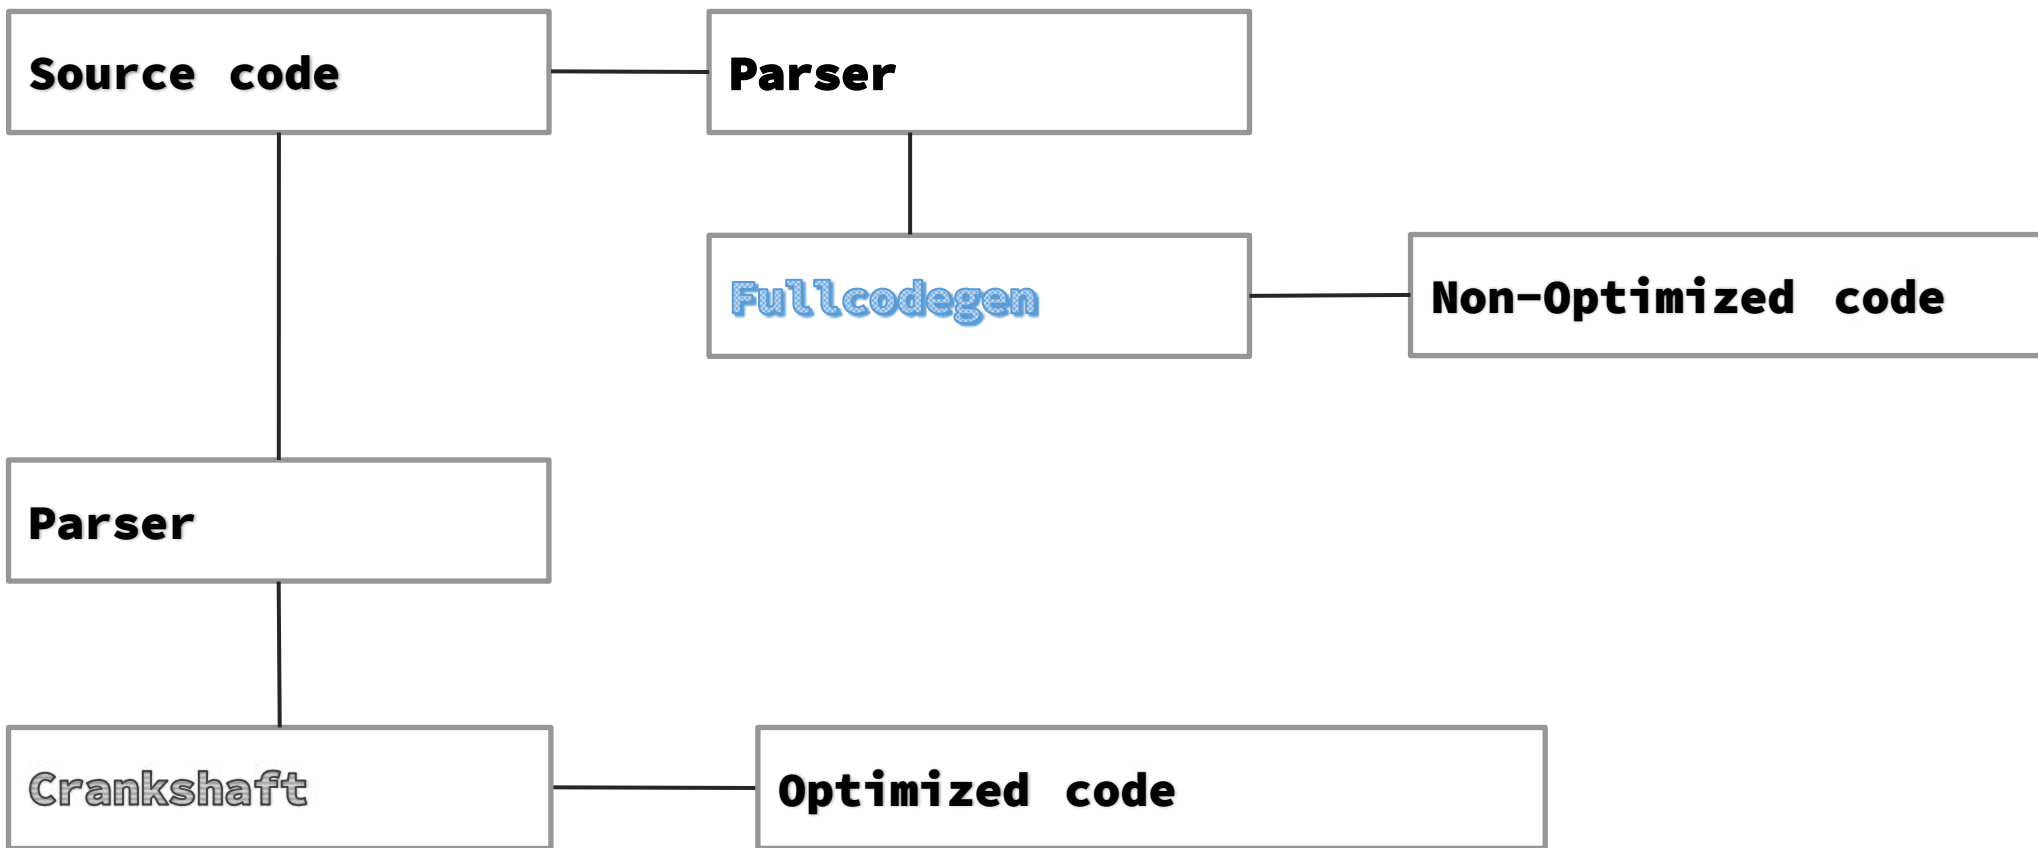 Source code
Parser
Fullcodegen
Non-Optimized code
Parser
Crankshaft
Optimized code